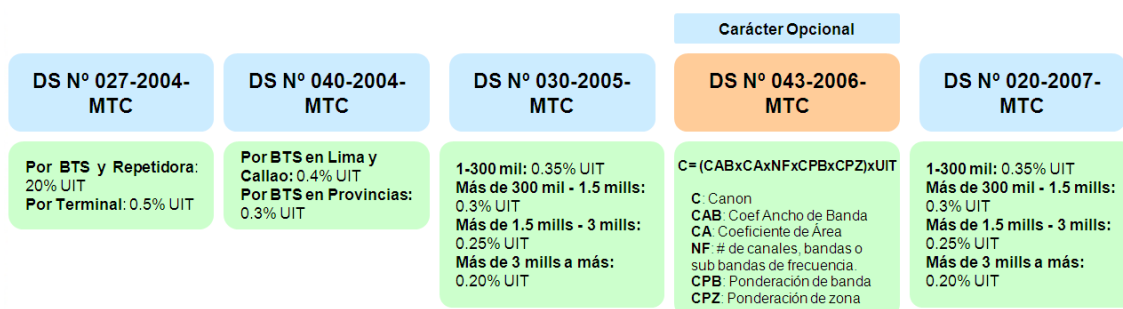 Carácter Opcional
DS Nº 027-2004-
MTC
Por BTS y Repetidora:
20% UIT
Por Terminal: 0.5% UIT
DS Nº 040-2004-
MTC
Por BTS en Lima y
Callao: 0.4% UIT
Por BTS en Provincias:
0.3% UIT
DS Nº 030-2005-
MTC
1-300 mil: 0.35% UIT
Más de 300 mil - 1.5 mills:
0.3% UIT
Más de 1.5 mills - 3 mills:
0.25% UIT
Más de 3 mills a más:
0.20% UIT
DS Nº 043-2006-
MTC
C= (CABxCAxNFxCPBxCPZ)xUIT
C: Canon
CAB: Coef Ancho de Banda
CA: Coeficiente de Área
NF: # de canales, bandas o
sub bandas de frecuencia.
CPB: Ponderación de banda
CPZ: Ponderación de zona
DS Nº 020-2007-
MTC
1-300 mil: 0.35% UIT
Más de 300 mil - 1.5 mills:
0.3% UIT
Más de 1.5 mills - 3 mills:
0.25% UIT
Más de 3 mills a más:
0.20% UIT